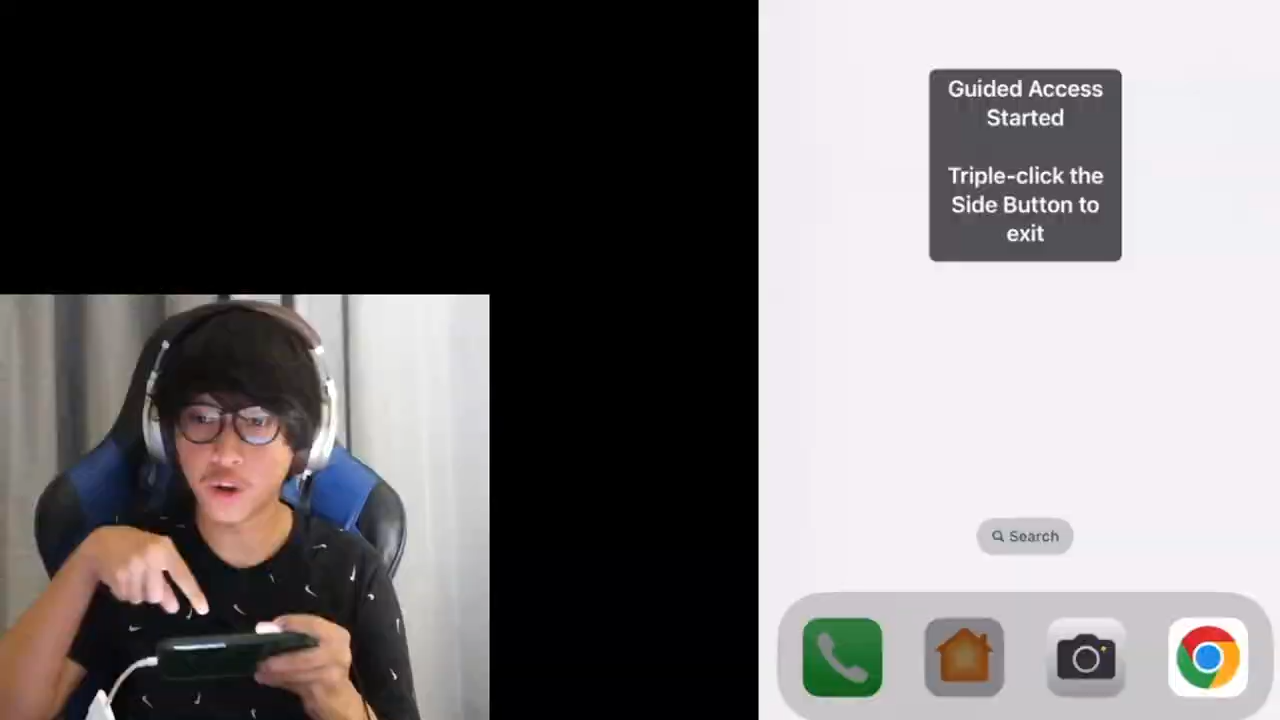 Guided Access
Started
Triple-click the
Side Button to
exit
Search